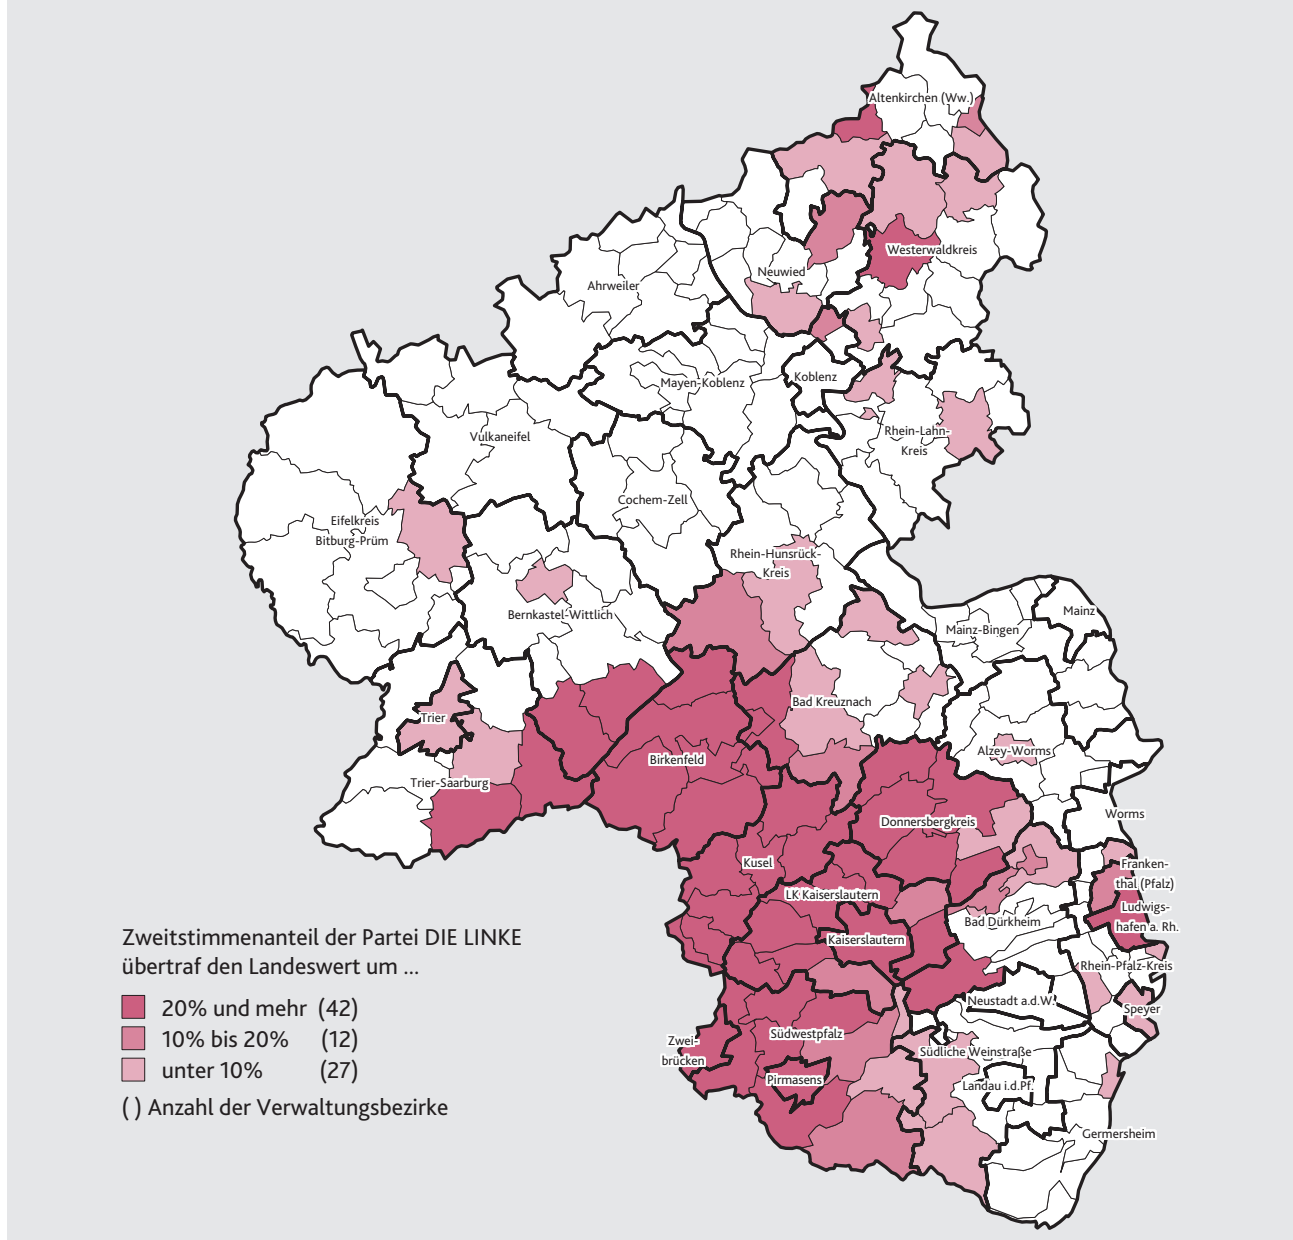 Altenkirchen (Ww.)
Westerwaldkreis
Neuwied
Ahrweiler
Koblenz
Mayen-Koblenz
Rhein-Lahn-
Kreis
Vulkaneifel
Cochem-Zell
Eifelkreis
Bitburg-Prüm
Rhein-Hunsrück-
Kreis
Bernkastel-Wittlich
Mainz
Mainz-Bingen
Bad Kreuznach
Trier
Alzey-Worms
Birkenfeld
Trier-Saarburg
Worms
Donnersbergkreis
Kusel
Franken-
thal (Pfalz)
LK Kaiserslautern
Ludwigs-
hafen a. Rh.
Bad Dürkheim
Kaiserslautern
Rhein-Pfalz-Kreis
Neustadt a.d.W.
Speyer
Südwestpfalz
Zwei-
brücken
Südliche Weinstraße
Pirmasens
Landau i.d.Pf.
Germersheim
Zweitstimmenanteil der Partei DIE LINKE
übertraf den Landeswert um ...
20% und mehr (42)
10% bis 20% (12)
unter 10% (27)
( ) Anzahl der Verwaltungsbezirke